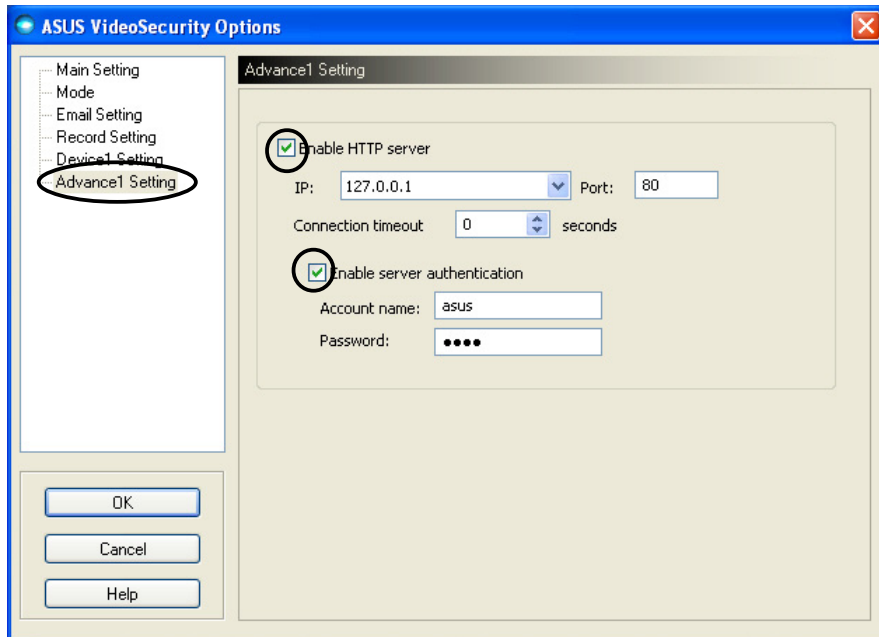 ASUS VideoSecurity Options
Main Setting
Mode
Email Setting
Record Setting
Device1 Setting
Advance1 Setting
OK
Cancel
Help
Advance1 Setting
Enable HTTP server
IP: 127.0.0.1 Port: 80
Connection timeout 0 seconds
Enable server authentication
Account name: asus
Password: ●●●●